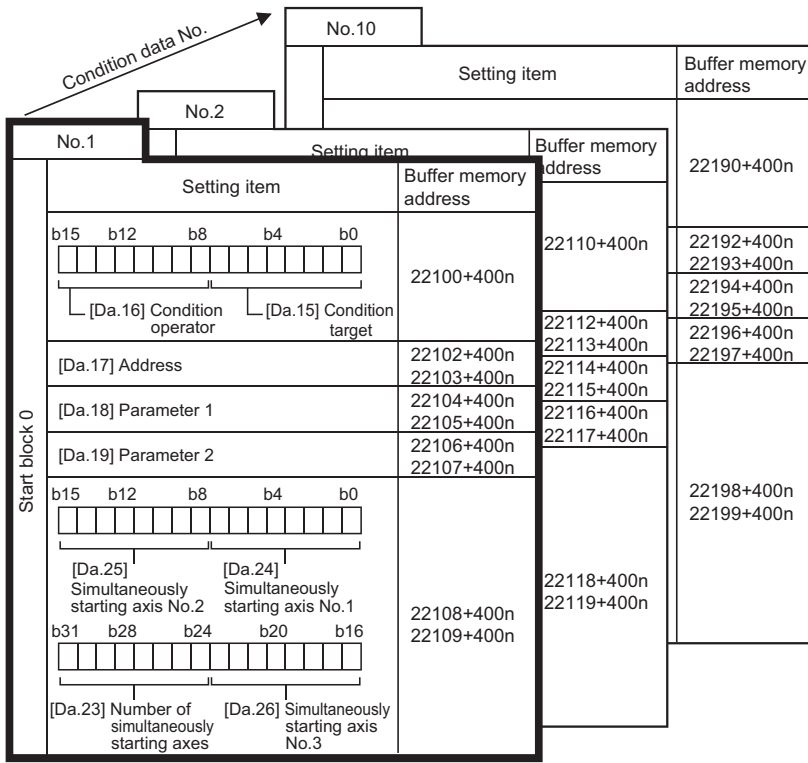 Condition data No.
No.10
Setting item
Buffer memory
address
22190+400n
22192+400n
22193+400n
22194+400n
22195+400n
22196+400n
22197+400n
22198+400n
22199+400n
No.2
Setting item
Buffer memory
address
22110+400n
22112+400n
22113+400n
22114+400n
22115+400n
22116+400n
22117+400n
22118+400n
22119+400n
No.1
Start block 0
Setting item
Buffer memory
address
b15 b12 b8 b4 b0
[Da.16] Condition
operator
[Da.15] Condition
target
22100+400n
[Da.17] Address
22102+400n
22103+400n
[Da.18] Parameter 1
22104+400n
22105+400n
[Da.19] Parameter 2
22106+400n
22107+400n
b15 b12 b8 b4 b0
[Da.25]
Simultaneously
starting axis No.2
[Da.24]
Simultaneously
starting axis No.1
b31 b28 b24 b20 b16
[Da.23] Number of
simultaneously
starting axes
[Da.26] Simultaneously
starting axis
No.3
22108+400n
22109+400n